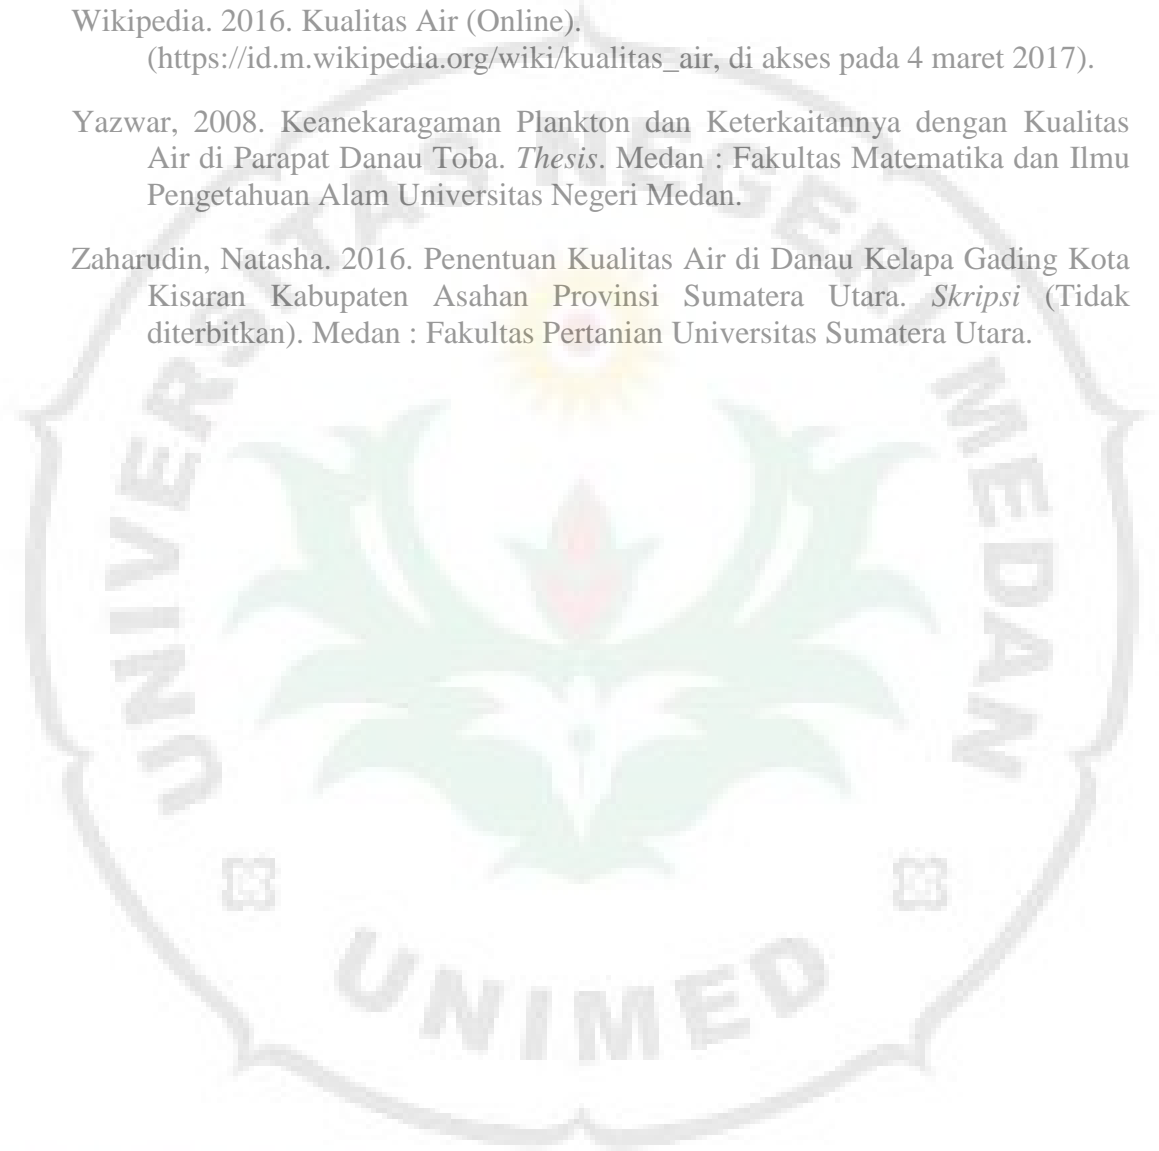 Wikipedia. 2016. Kualitas Air (Online).
(https://id.m.wikipedia.org/wiki/kualitas_air, di akses pada 4 maret 2017).
Yazwar, 2008. Keanekaragaman Plankton dan Keterkaitannya dengan Kualitas
Air di Parapat Danau Toba. Thesis. Medan : Fakultas Matematika dan Ilmu
Pengetahuan Alam Universitas Negeri Medan.
Zaharudin, Natasha. 2016. Penentuan Kualitas Air di Danau Kelapa Gading Kota
Kisaran Kabupaten Asahan Provinsi Sumatera Utara. Skripsi (Tidak
diterbitkan). Medan : Fakultas Pertanian Universitas Sumatera Utara.
UNIVERSITAS NEGERI MEDAN
UNIMED